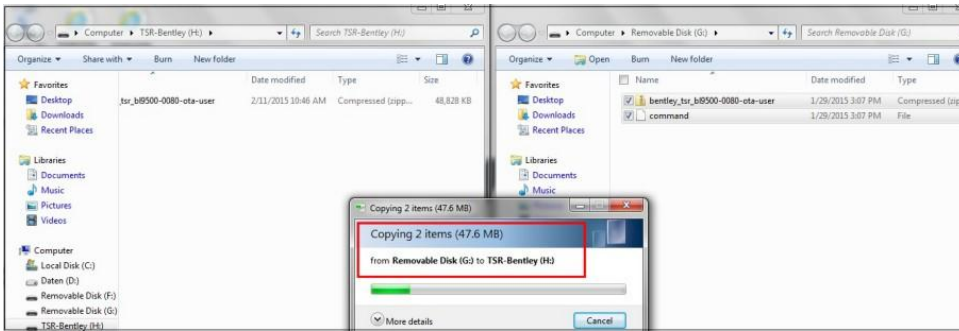 Computer ▸ TSR-Bentley (H:) ▸
Search TSR-Bentley (H:)
Organize Share with Burn New folder
Date modified Type Size
Favorites
Desktop
_tsr_bl9500-0080-ota-user 2/11/2015 10:46 AM Compressed (zipp... 48,828 KB
Downloads
Recent Places
Libraries
Documents
Music
Pictures
Videos
Computer
Local Disk (C:)
Daten (D:)
Removable Disk (F:)
Removable Disk (G:)
TSR-Bentley (H:)
Computer ▸ Removable Disk (G:) ▸
Search Removable Disk (G:)
Organize Open Burn New folder
Name Date modified Type
Favorites
Desktop
bentley_tsr_bl9500-0080-ota-user 1/29/2015 3:07 PM Compressed (zip
Downloads
command 1/29/2015 3:07 PM File
Recent Places
Libraries
Documents
Music
Copying 2 items (47.6 MB)
Copying 2 items (47.6 MB)
from Removable Disk (G:) to TSR-Bentley (H:)
More details
Cancel